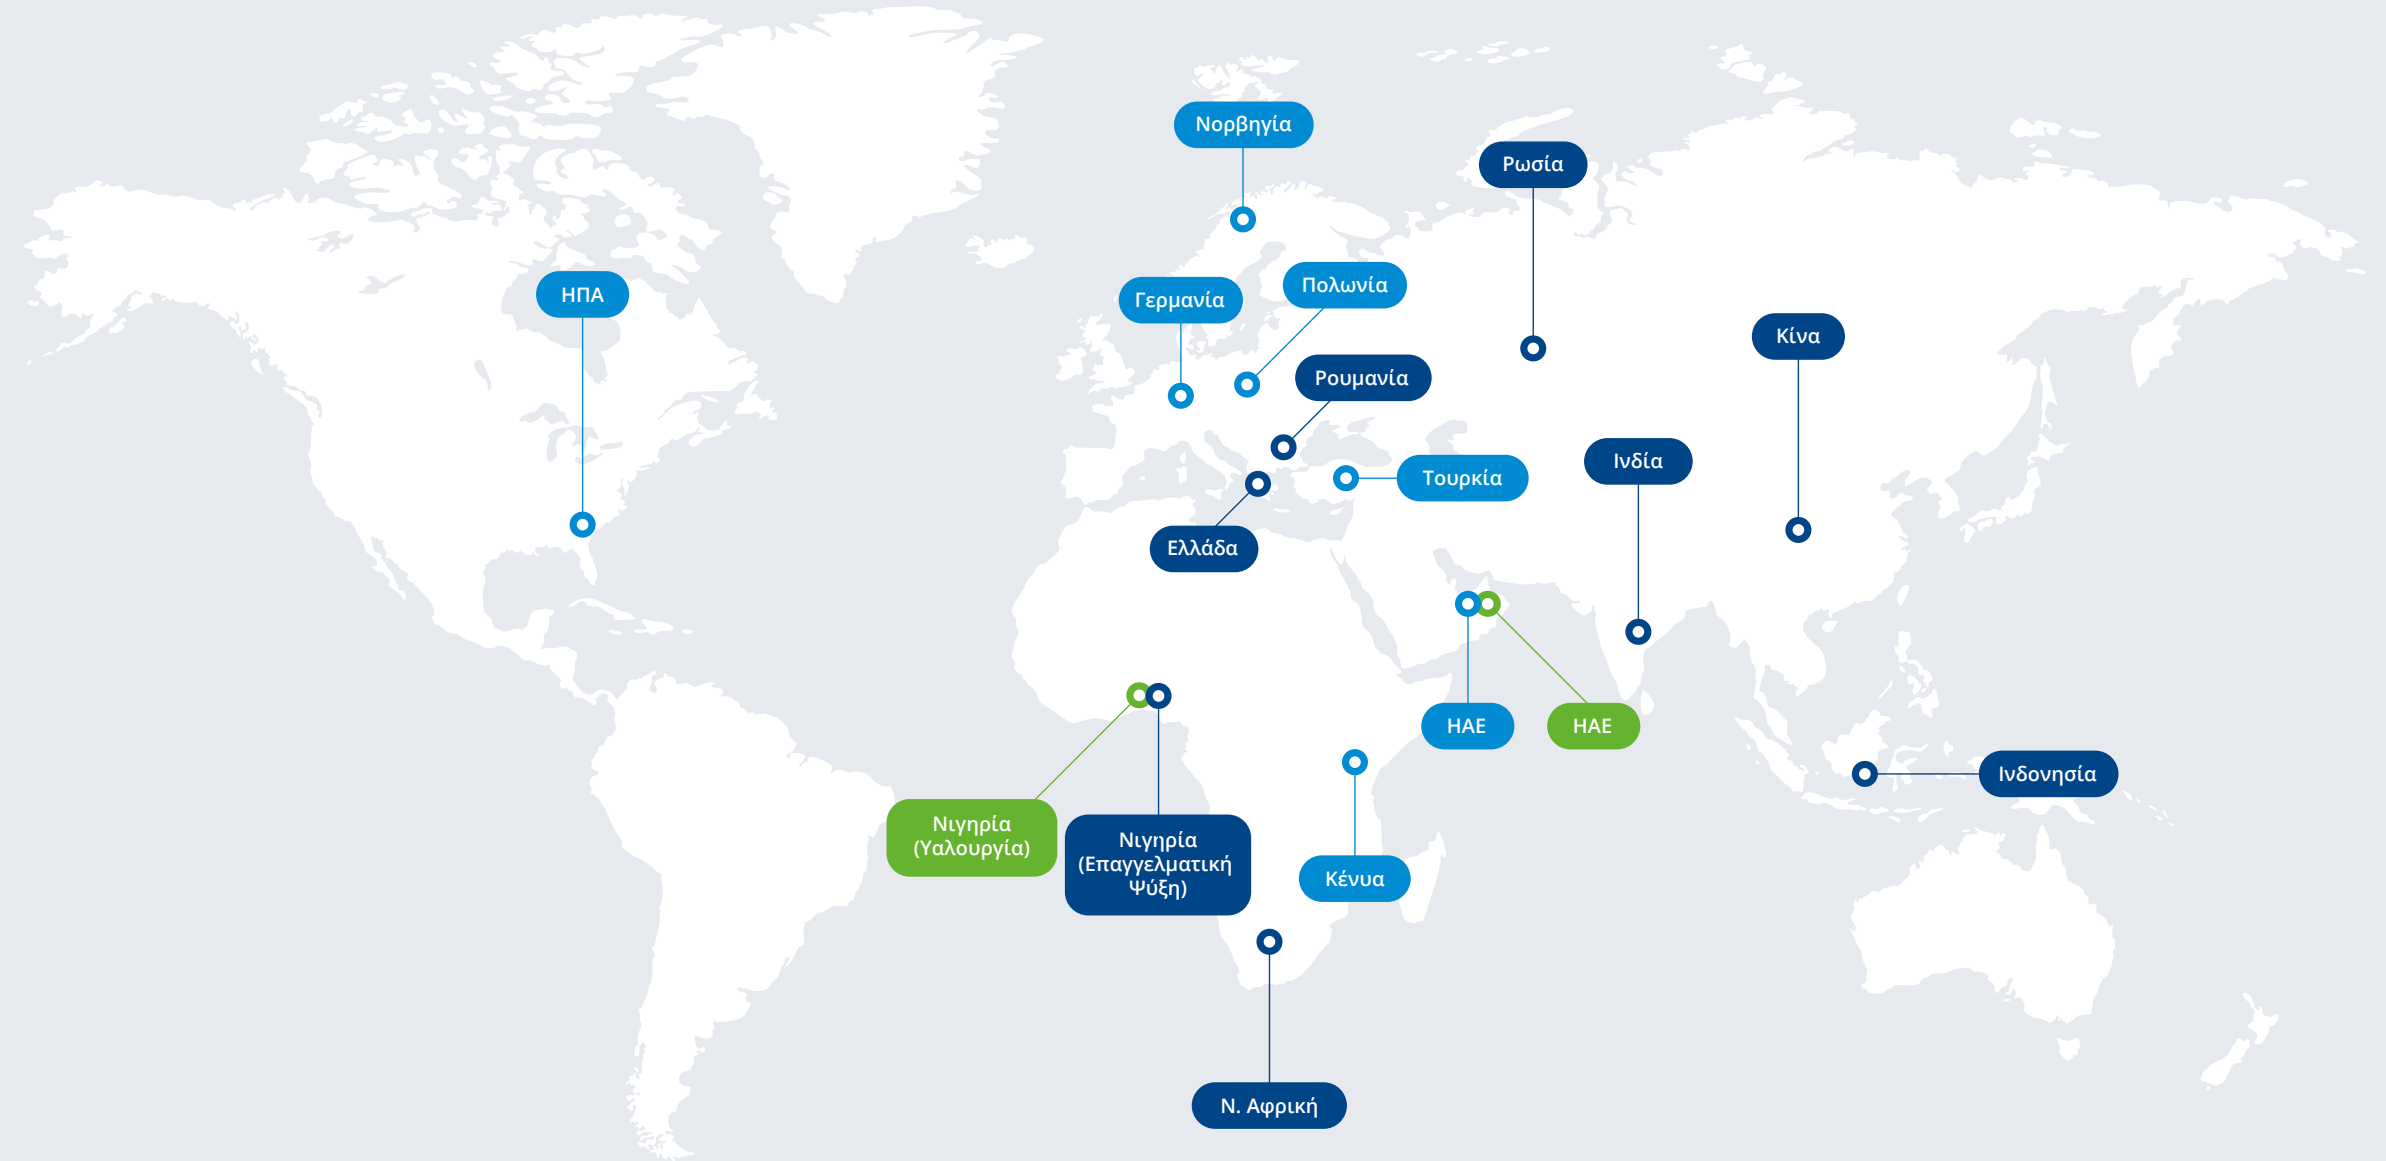 Νορβηγία
Ρωσία
ΗΠΑ
Γερμανία
Πολωνία
Κίνα
Ρουμανία
Ινδία
Τουρκία
Ελλάδα
ΗΑΕ
ΗΑΕ
Ινδονησία
Νιγηρία
(Υαλουργία)
Νιγηρία
(Επαγγελματική
Ψύξη)
Κένυα
Ν. Αφρική